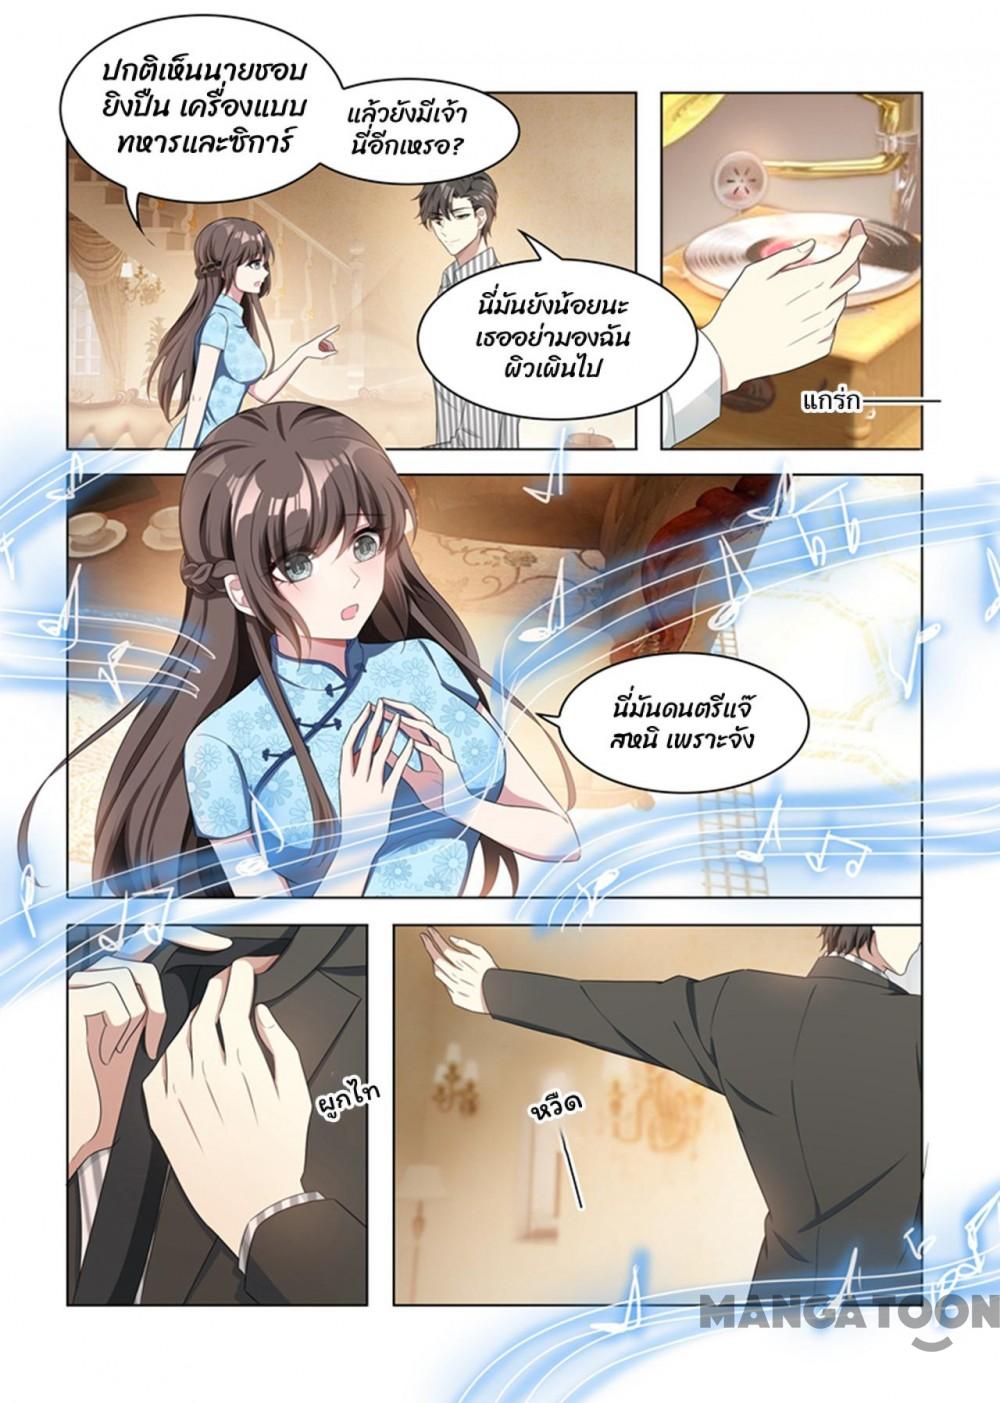 ปกติเห็นนายชอบ
ยิงปืน เครื่องแบบ
ทหารและซิการ์
แล้วยังมีเจ้า
นี่อีกเหรอ?
นี่มันยังน้อยนะ
เธออย่ามองฉัน
ผิวเผินไป
แกร่ก
นี่มันดนตรีแจ๊
สหนิ เพราะจัง
ผูกไท
หวืด
MANGATOON